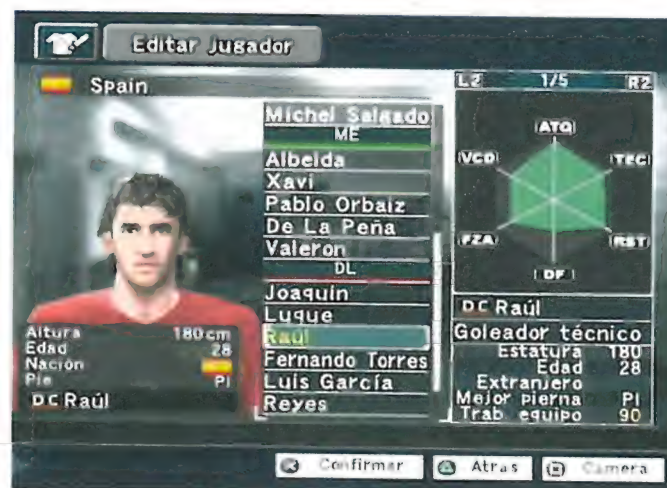 Editar Jugador
Spain
Michel Salgado
ME
Albelda
Xavi
Pablo Orbaiz
De La Peña
Valeron
DL
Joaquín
Luque
Raúl
Fernando Torres
Luis García
Reyes
Altura 180cm
Edad 28
Nación
Pie PI
DC Raúl
L2 1/5 R2
ATQ
VCD TEC
FZA RST
DF
DC Raúl
Goleador técnico
Estatura 180
Edad 28
Extranjero
Mejor pierna PI
Trab equipo 90
Confirmar Atras Camera